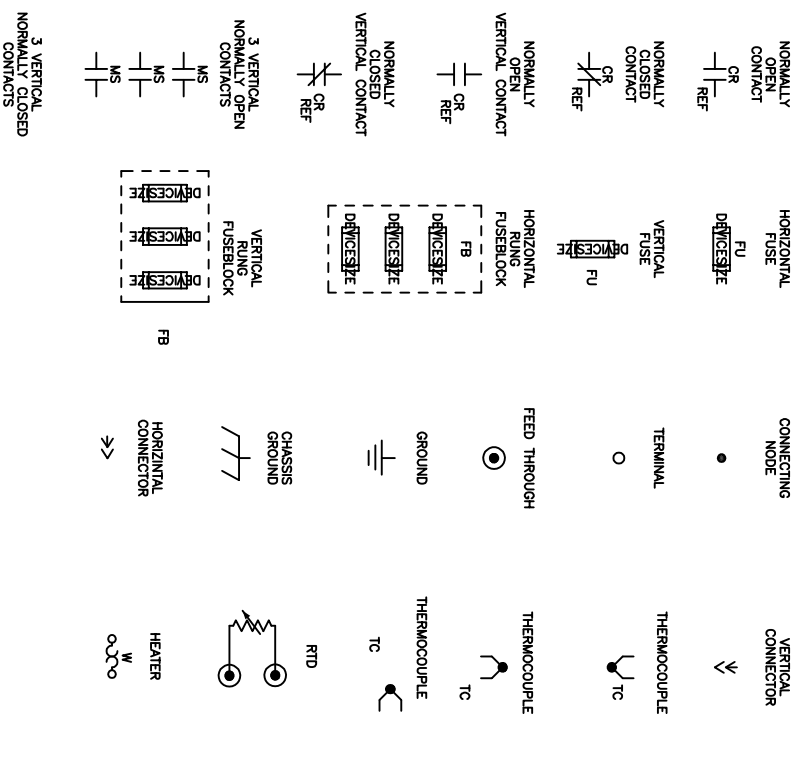 NORMALLY
OPEN
CONTACT
CR
REF
NORMALLY
CLOSED
CONTACT
CR
REF
NORMALLY
OPEN
VERTICAL CONTACT
CR
REF
NORMALLY
CLOSED
VERTICAL CONTACT
CR
REF
3 VERTICAL
NORMALLY OPEN
CONTACTS
MS
MS
MS
3 VERTICAL
NORMALLY CLOSED
CONTACTS
HORIZONTAL
FUSE
FU
DEVICESIZE
VERTICAL
FUSE
DEVICESIZE
FU
HORIZONTAL
RUNG
FUSEBLOCK
FB
DEVICESIZE
DEVICESIZE
DEVICESIZE
VERTICAL
RUNG
FUSEBLOCK
DEVICESIZE
DEVICESIZE
DEVICESIZE
FB
CONNECTING
NODE
TERMINAL
FEED THROUGH
GROUND
CHASSIS
GROUND
HORIZINTAL
CONNECTOR
VERTICAL
CONNECTOR
THERMOCOUPLE
TC
THERMOCOUPLE
TC
THERMOCOUPLE
TC
RTD
HEATER
W